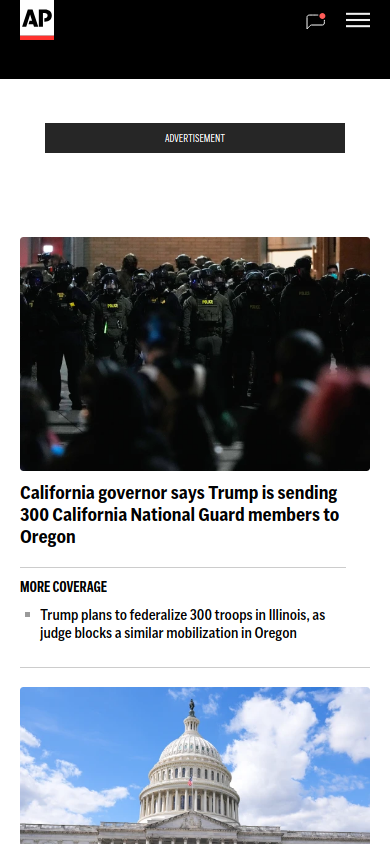 AP
ADVERTISEMENT
POLICE
California governor says Trump is sending
300 California National Guard members to
Oregon
MORE COVERAGE
Trump plans to federalize 300 troops in Illinois, as
judge blocks a similar mobilization in Oregon